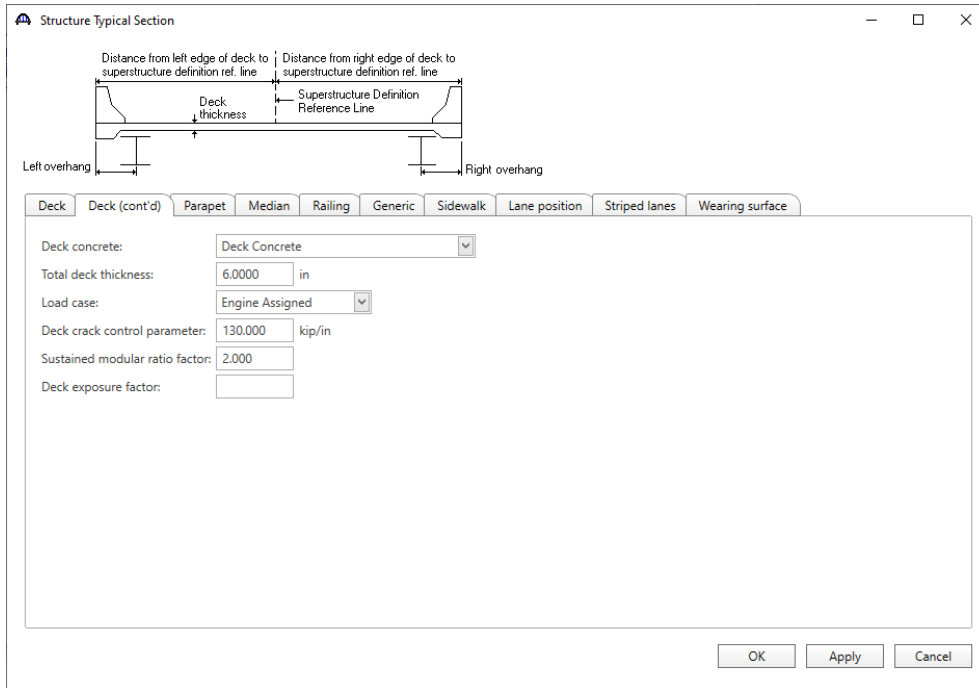 Structure Typical Section
Distance from left edge of deck to
superstructure definition ref. line
Distance from right edge of deck to
superstructure definition ref. line
Deck
thickness
Superstructure Definition
Reference Line
Left overhang
Right overhang
Deck Deck (cont'd) Parapet Median Railing Generic Sidewalk Lane position Striped lanes Wearing surface
Deck concrete: Deck Concrete
Total deck thickness: 6.0000 in
Load case: Engine Assigned
Deck crack control parameter: 130.000 kip/in
Sustained modular ratio factor: 2.000
Deck exposure factor:
OK Apply Cancel